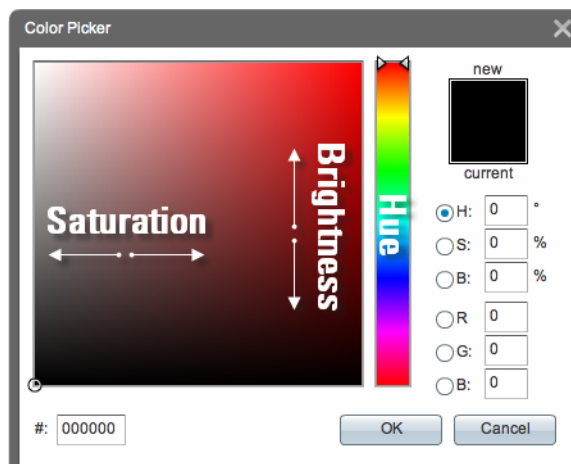 Color Picker
new
current
Saturation
Brightness
Hue
H: 0 °
S: 0 %
B: 0 %
R 0
G: 0
B: 0
#: 000000
OK
Cancel